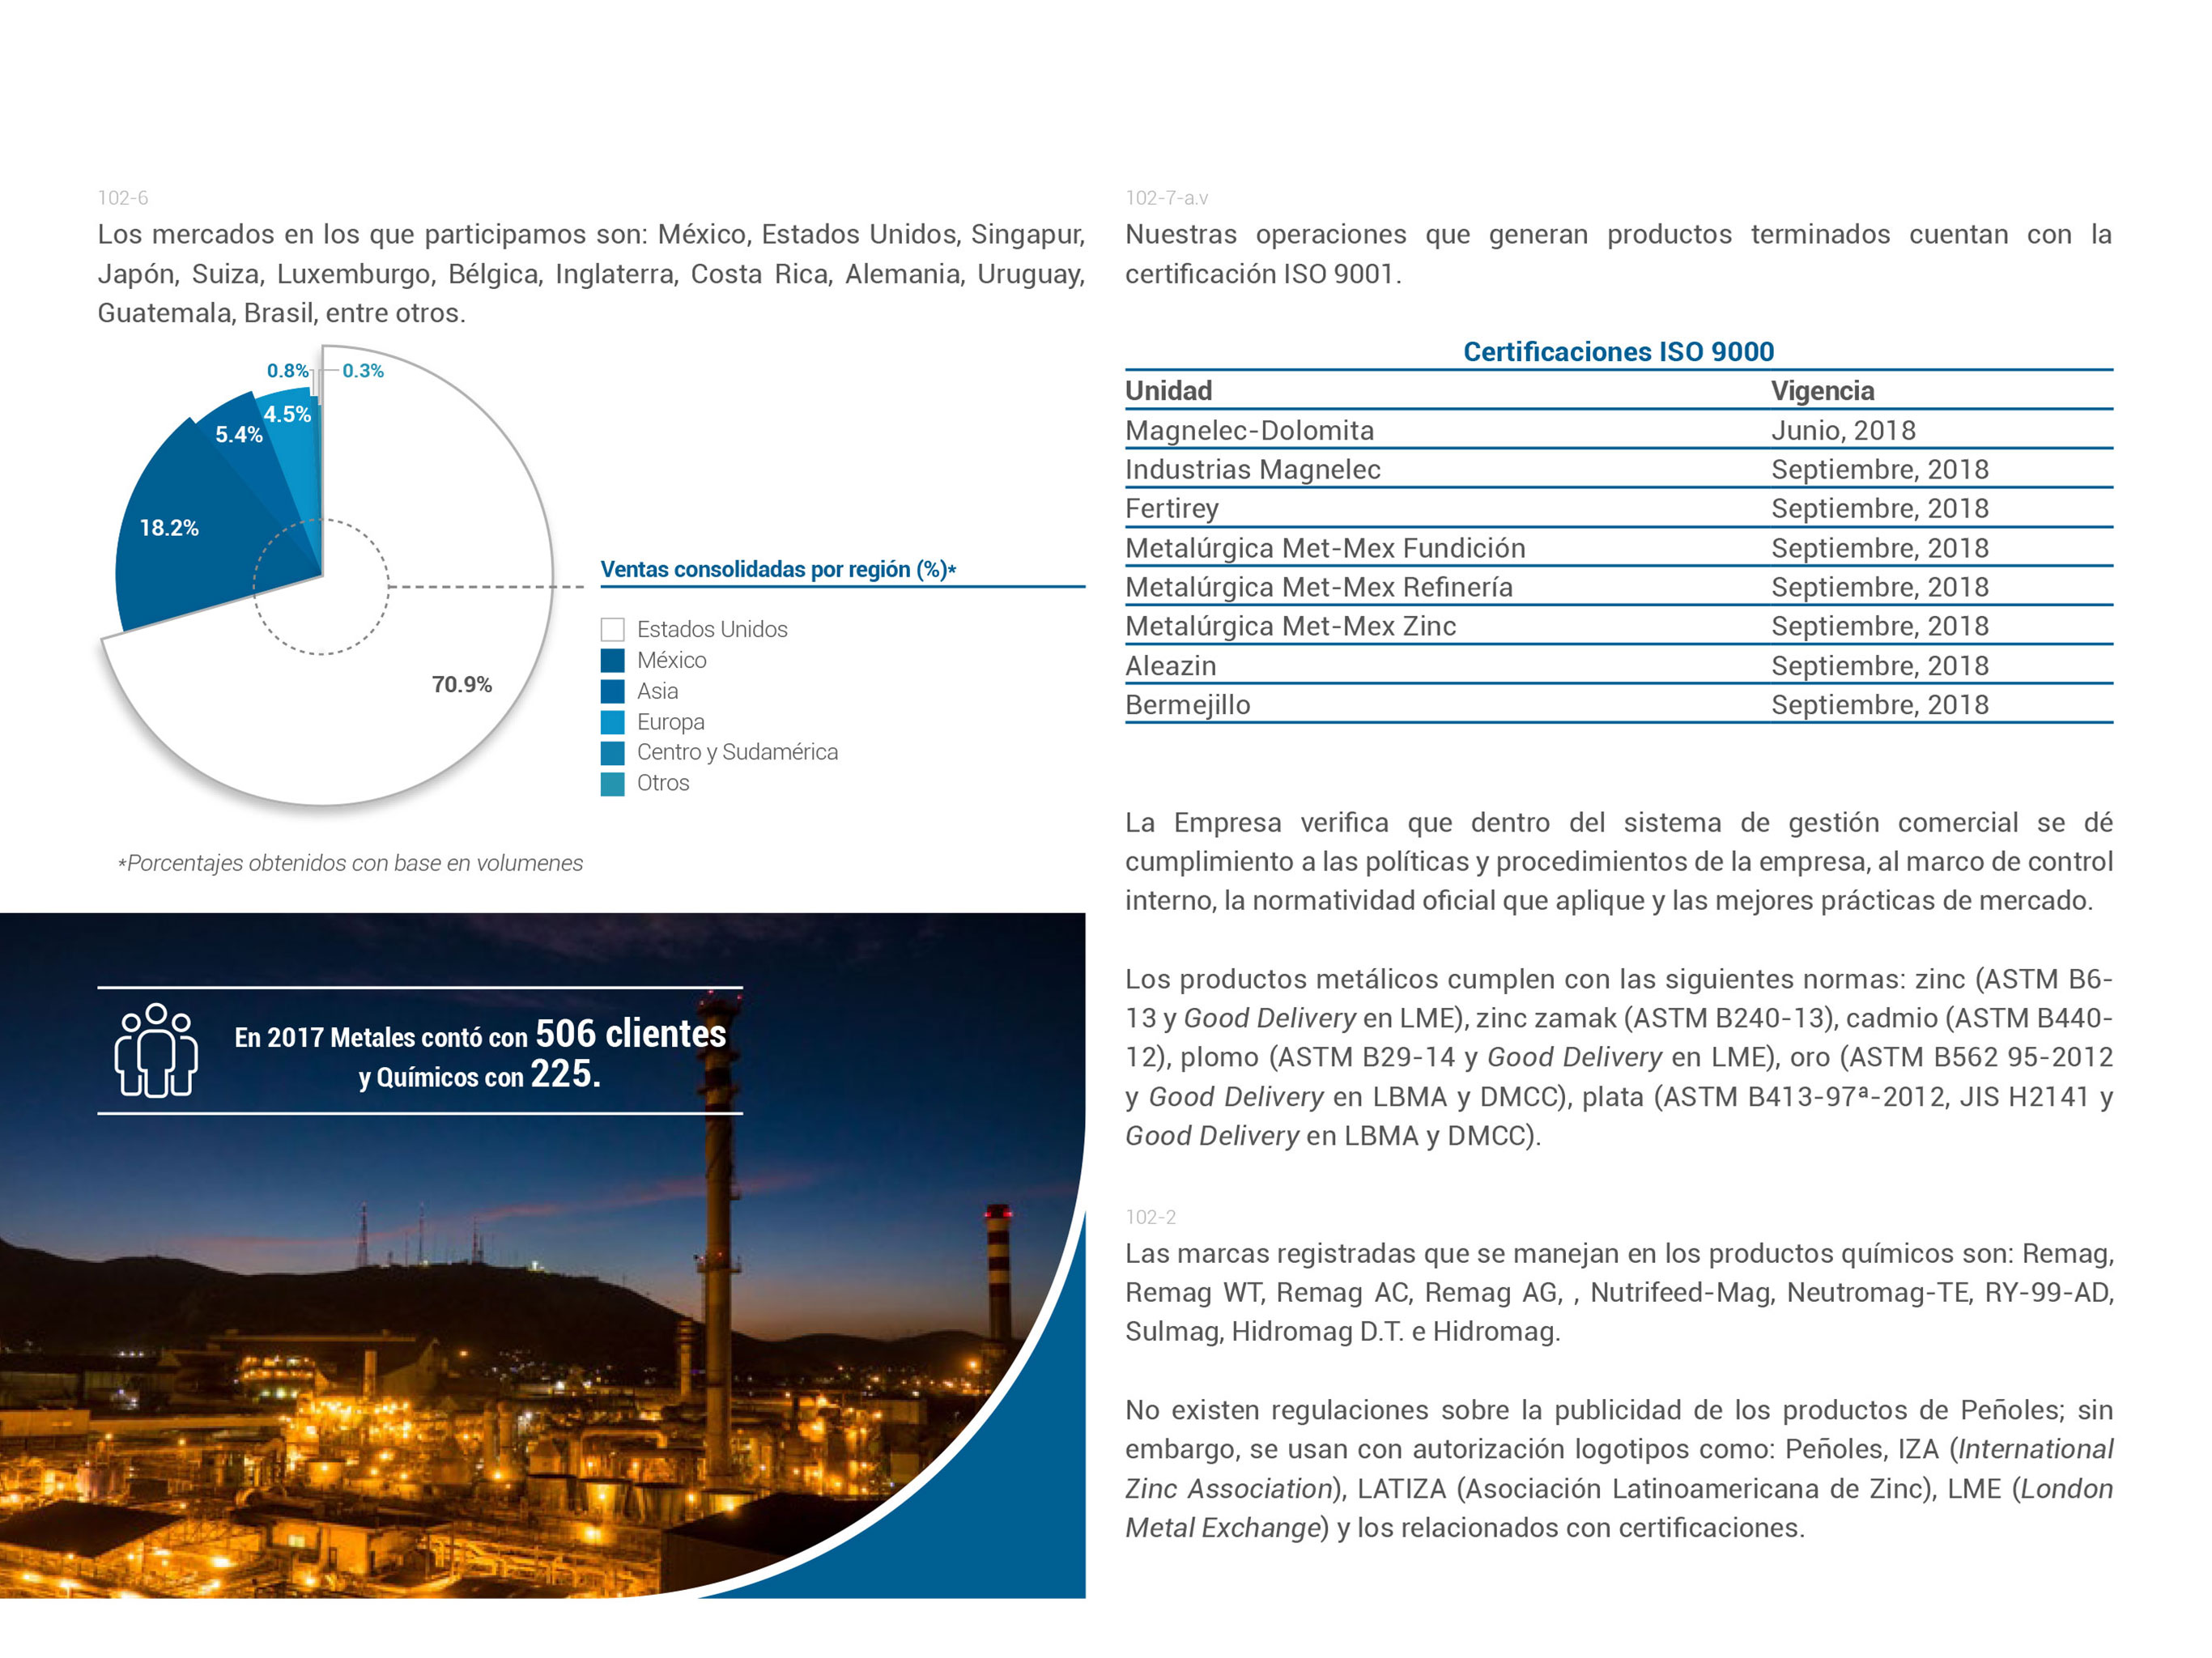 102-6
Los mercados en los que participamos son: México, Estados Unidos, Singapur,
Japón, Suiza, Luxemburgo, Bélgica, Inglaterra, Costa Rica, Alemania, Uruguay,
Guatemala, Brasil, entre otros.
0.8%
0.3%
4.5%
5.4%
18.2%
70.9%
Ventas consolidadas por región (%)*
Estados Unidos
México
Asia
Europa
Centro y Sudamérica
Otros
*Porcentajes obtenidos con base en volumenes
En 2017 Metales contó con 506 clientes
y Químicos con 225.
102-7-a.v
Nuestras operaciones que generan productos terminados cuentan con la
certificación ISO 9001.
Certificaciones ISO 9000
Unidad Vigencia
Magnelec-Dolomita Junio, 2018
Industrias Magnelec Septiembre, 2018
Fertirey Septiembre, 2018
Metalúrgica Met-Mex Fundición Septiembre, 2018
Metalúrgica Met-Mex Refinería Septiembre, 2018
Metalúrgica Met-Mex Zinc Septiembre, 2018
Aleazin Septiembre, 2018
Bermejillo Septiembre, 2018
La Empresa verifica que dentro del sistema de gestión comercial se dé
cumplimiento a las políticas y procedimientos de la empresa, al marco de control
interno, la normatividad oficial que aplique y las mejores prácticas de mercado.
Los productos metálicos cumplen con las siguientes normas: zinc (ASTM B6-
13 y Good Delivery en LME), zinc zamak (ASTM B240-13), cadmio (ASTM B440-
12), plomo (ASTM B29-14 y Good Delivery en LME), oro (ASTM B562 95-2012
y Good Delivery en LBMA y DMCC), plata (ASTM B413-97ª-2012, JIS H2141 y
Good Delivery en LBMA y DMCC).
102-2
Las marcas registradas que se manejan en los productos químicos son: Remag,
Remag WT, Remag AC, Remag AG, , Nutrifeed-Mag, Neutromag-TE, RY-99-AD,
Sulmag, Hidromag D.T. e Hidromag.
No existen regulaciones sobre la publicidad de los productos de Peñoles; sin
embargo, se usan con autorización logotipos como: Peñoles, IZA (International
Zinc Association), LATIZA (Asociación Latinoamericana de Zinc), LME (London
Metal Exchange) y los relacionados con certificaciones.